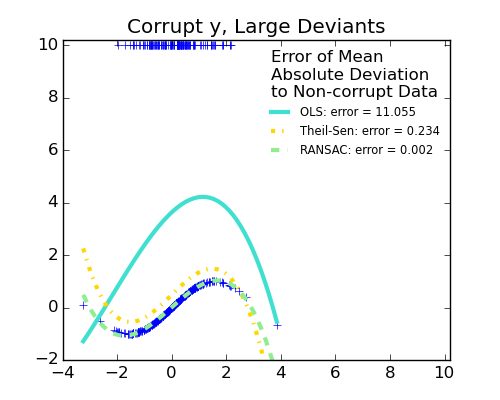 Corrupt y, Large Deviants
10
8
6
4
2
0
−2
−4
−2
0
2
4
6
8
10
Error of Mean
Absolute Deviation
to Non-corrupt Data
OLS: error = 11.055
Theil-Sen: error = 0.234
RANSAC: error = 0.002